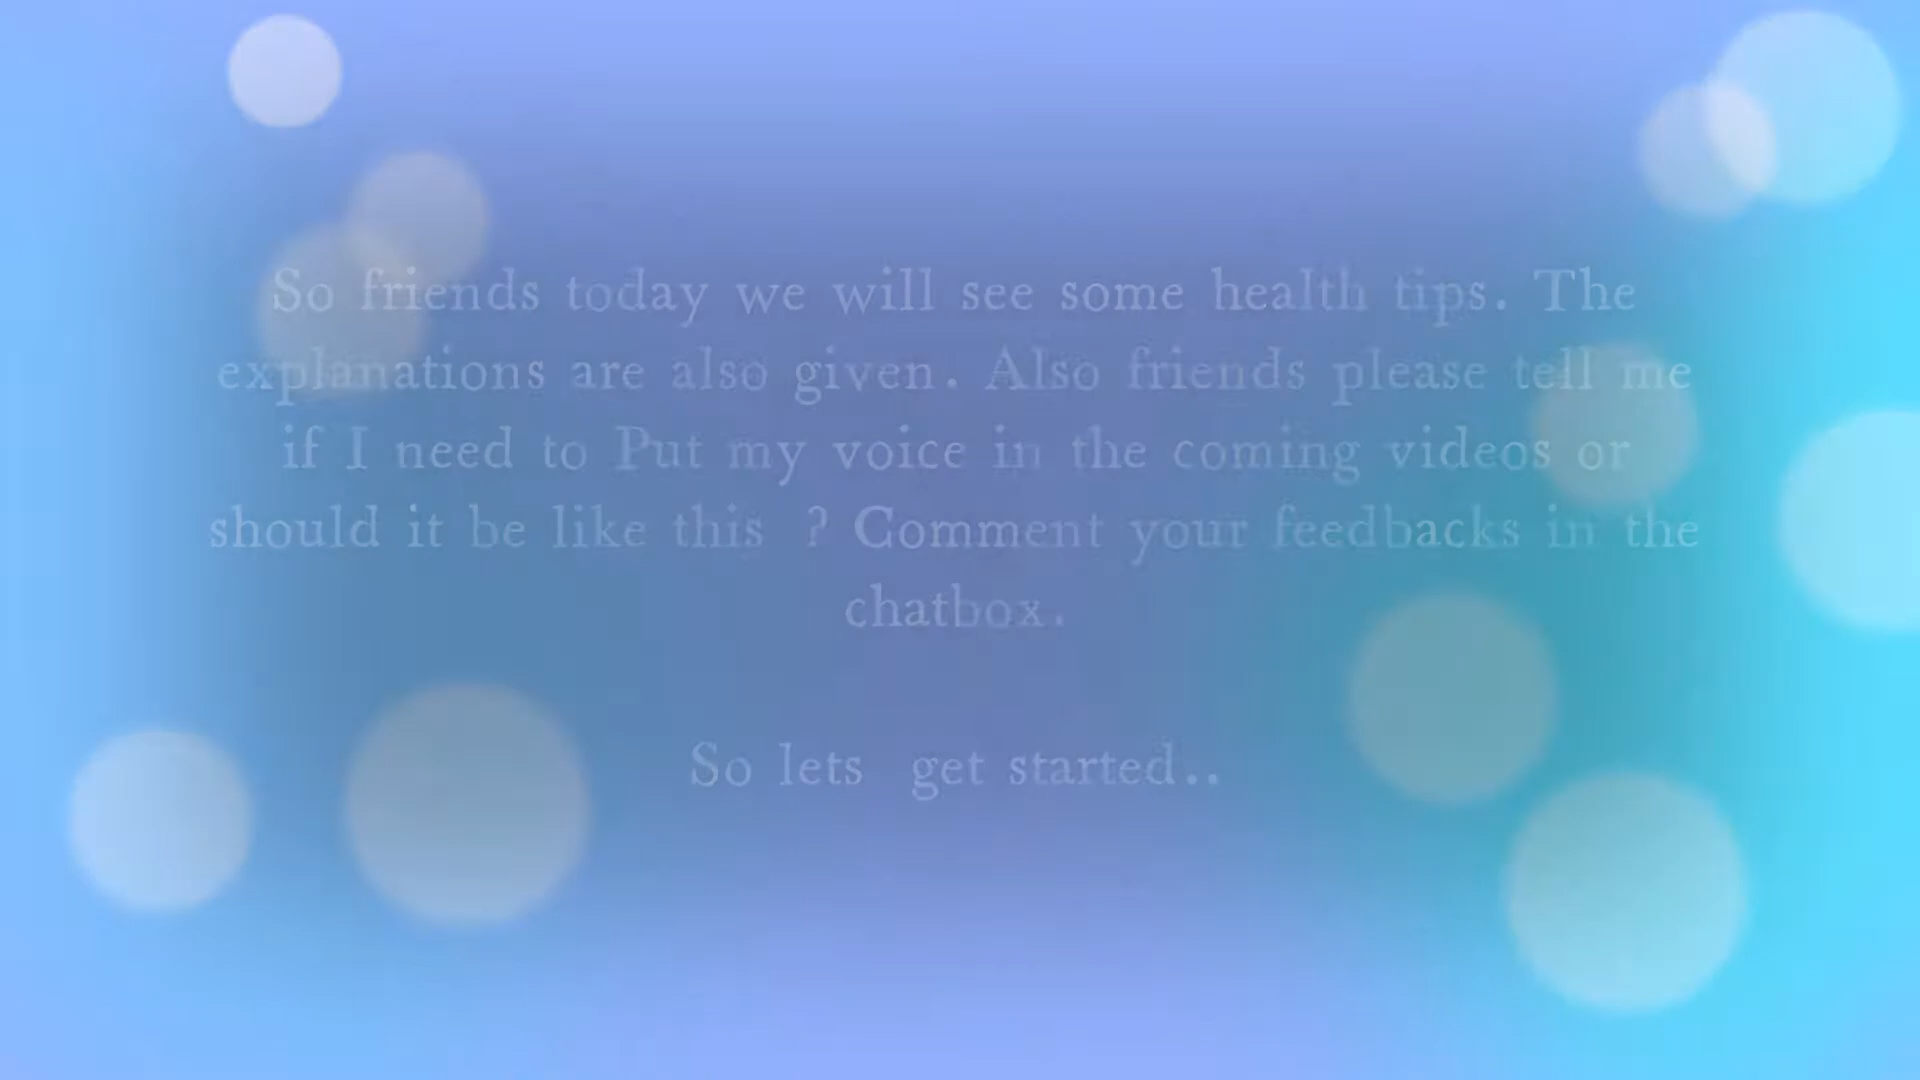 So friends today we will see some health tips. The
explanations are also given. Also friends please tell me
if I need to Put my voice in the coming videos or
should it be like this ? Comment your feedbacks in the
chatbox.
So lets get started..